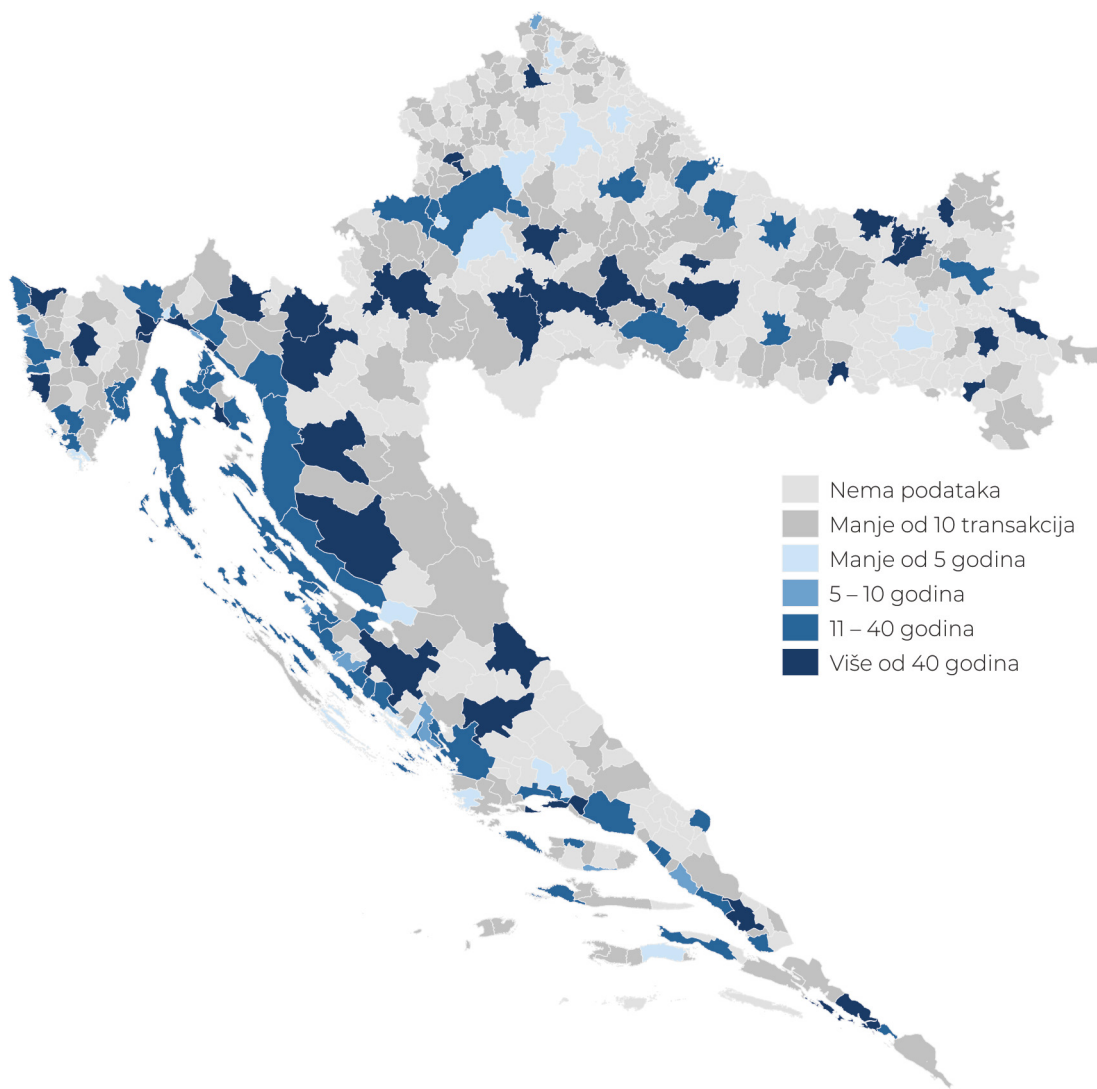 Nema podataka
Manje od 10 transakcija
Manje od 5 godina
5 – 10 godina
11 – 40 godina
Više od 40 godina